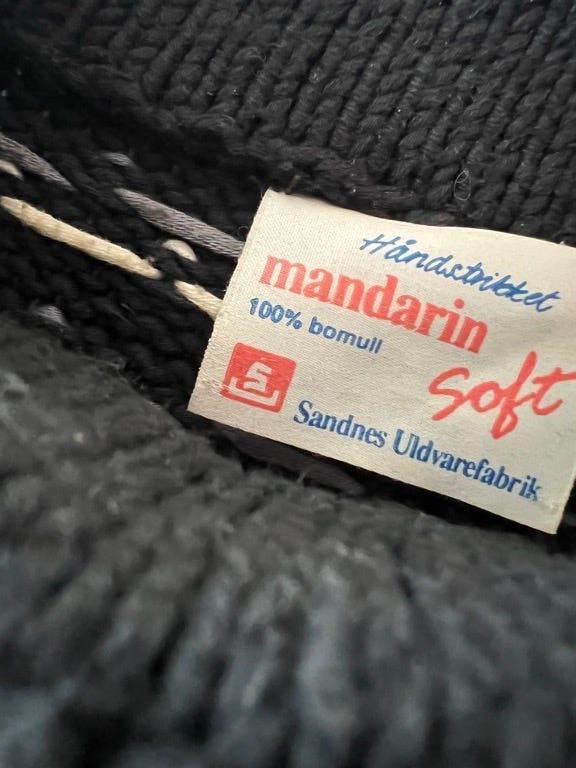 Håndstrikket
mandarin
100% bomull
Soft
Sandnes Uldvarefabrik